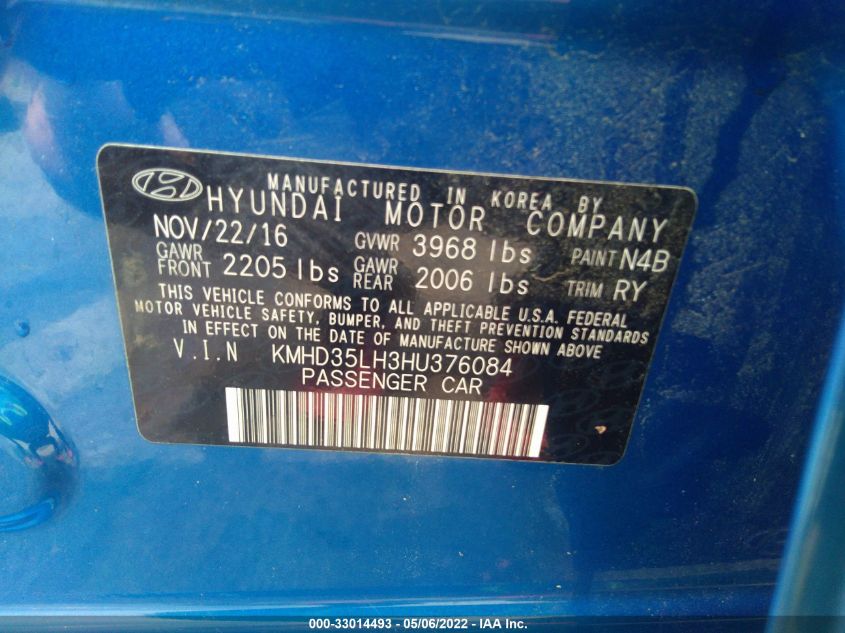 MANUFACTURED IN KOREA BY
HYUNDAI MOTOR COMPANY
NOV/22/16 GVWR 3968 lbs PAINT N4B
GAWR FRONT 2205 lbs GAWR REAR 2006 lbs TRIM RY
THIS VEHICLE CONFORMS TO ALL APPLICABLE U.S.A. FEDERAL
MOTOR VEHICLE SAFETY, BUMPER, AND THEFT PREVENTION STANDARDS
IN EFFECT ON THE DATE OF MANUFACTURE SHOWN ABOVE
V.I.N KMHD35LH3HU376084
PASSENGER CAR
000-33014493 - 05/06/2022 - IAA Inc.